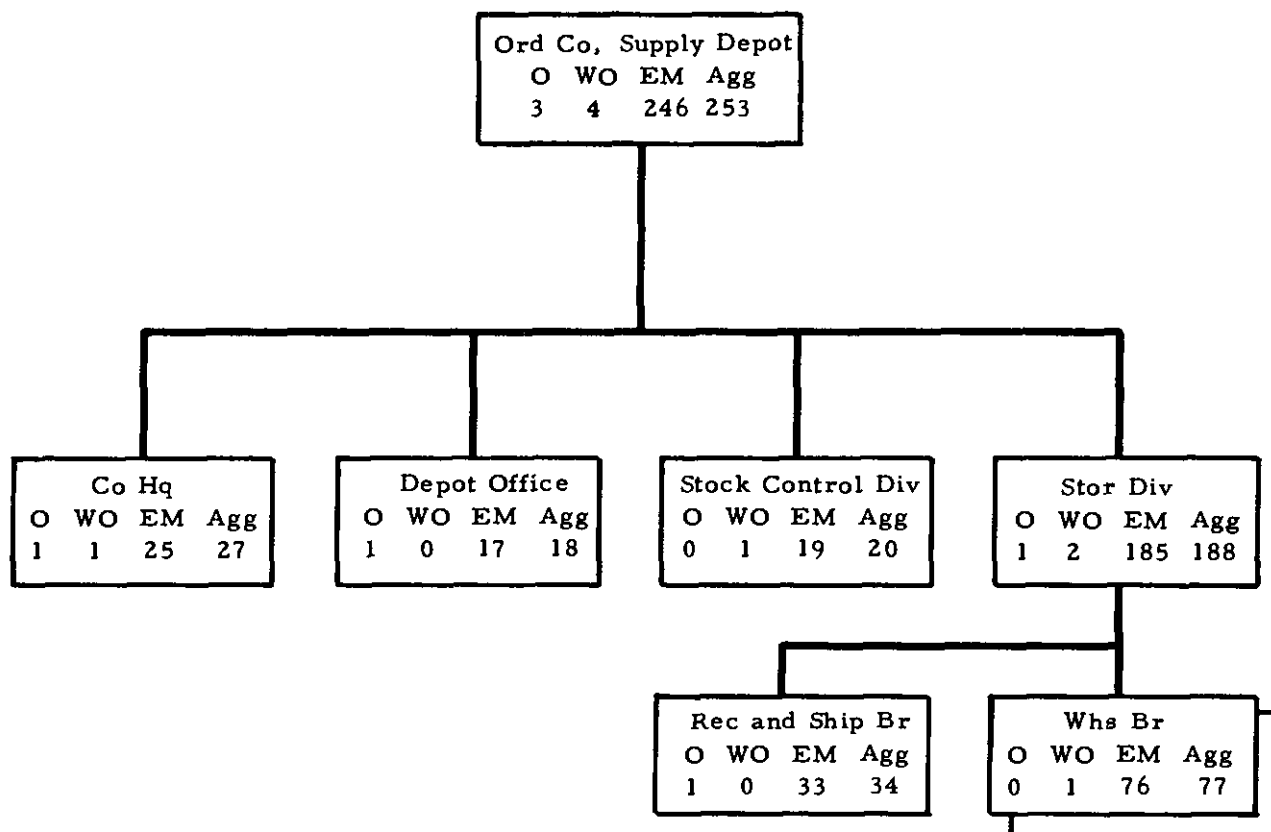 Ord Co, Supply Depot
O WO EM Agg
3 4 246 253
Co Hq
O WO EM Agg
1 1 25 27
Depot Office
O WO EM Agg
1 0 17 18
Stock Control Div
O WO EM Agg
0 1 19 20
Stor Div
O WO EM Agg
1 2 185 188
Rec and Ship Br
O WO EM Agg
1 0 33 34
Whs Br
O WO EM Agg
0 1 76 77